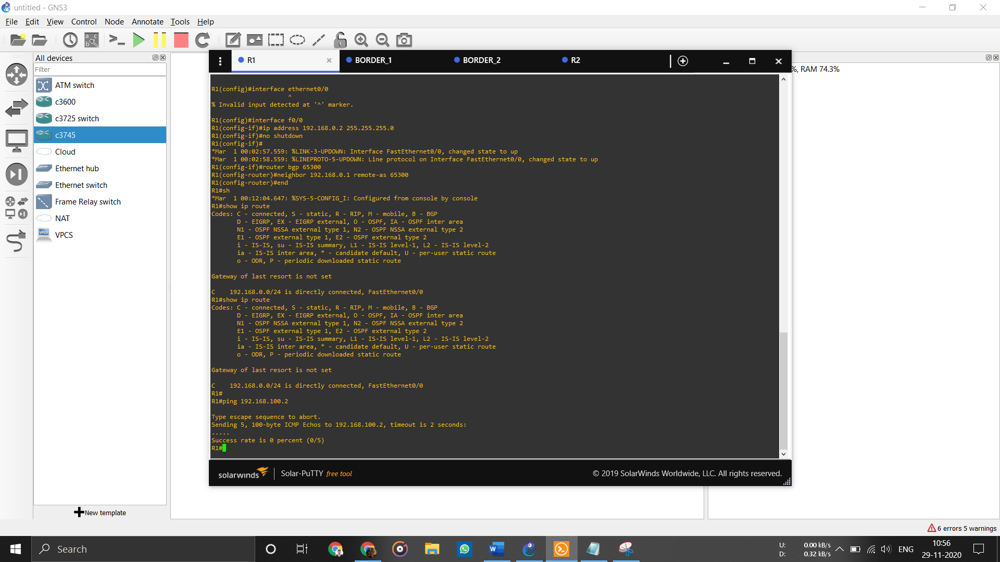 untitled - GNS3
File Edit View Control Node Annotate Tools Help
All devices
Filter
ATM switch
c3600
c3725 switch
c3745
Cloud
Ethernet hub
Ethernet switch
Frame Relay switch
NAT
VPCS
New template
%, RAM 74.3%
R1 BORDER_1 BORDER_2 R2
R1(config)#interface ethernet0/0
^
% Invalid input detected at '^' marker.
R1(config)#interface f0/0
R1(config-if)#ip address 192.168.0.2 255.255.255.0
R1(config-if)#no shutdown
R1(config-if)#
*Mar  1 00:02:57.559: %LINK-3-UPDOWN: Interface FastEthernet0/0, changed state to up
*Mar  1 00:02:58.559: %LINEPROTO-5-UPDOWN: Line protocol on Interface FastEthernet0/0, changed state to up
R1(config-if)#router bgp 65300
R1(config-router)#neighbor 192.168.0.1 remote-as 65300
R1(config-router)#end
R1#sh
*Mar  1 00:12:04.647: %SYS-5-CONFIG_I: Configured from console by console
R1#show ip route
Codes: C - connected, S - static, R - RIP, M - mobile, B - BGP
D - EIGRP, EX - EIGRP external, O - OSPF, IA - OSPF inter area
N1 - OSPF NSSA external type 1, N2 - OSPF NSSA external type 2
E1 - OSPF external type 1, E2 - OSPF external type 2
i - IS-IS, su - IS-IS summary, L1 - IS-IS level-1, L2 - IS-IS level-2
ia - IS-IS inter area, * - candidate default, U - per-user static route
o - ODR, P - periodic downloaded static route
Gateway of last resort is not set
C    192.168.0.0/24 is directly connected, FastEthernet0/0
R1#show ip route
Codes: C - connected, S - static, R - RIP, M - mobile, B - BGP
D - EIGRP, EX - EIGRP external, O - OSPF, IA - OSPF inter area
N1 - OSPF NSSA external type 1, N2 - OSPF NSSA external type 2
E1 - OSPF external type 1, E2 - OSPF external type 2
i - IS-IS, su - IS-IS summary, L1 - IS-IS level-1, L2 - IS-IS level-2
ia - IS-IS inter area, * - candidate default, U - per-user static route
o - ODR, P - periodic downloaded static route
Gateway of last resort is not set
C    192.168.0.0/24 is directly connected, FastEthernet0/0
R1#
R1#ping 192.168.100.2
Type escape sequence to abort.
Sending 5, 100-byte ICMP Echos to 192.168.100.2, timeout is 2 seconds:
.....
Success rate is 0 percent (0/5)
R1#
solarwinds Solar-PuTTY free tool © 2019 SolarWinds Worldwide, LLC. All rights reserved.
6 errors 5 warnings
Search
U: 0.00 kB/s
D: 0.32 kB/s
ENG
10:56
29-11-2020